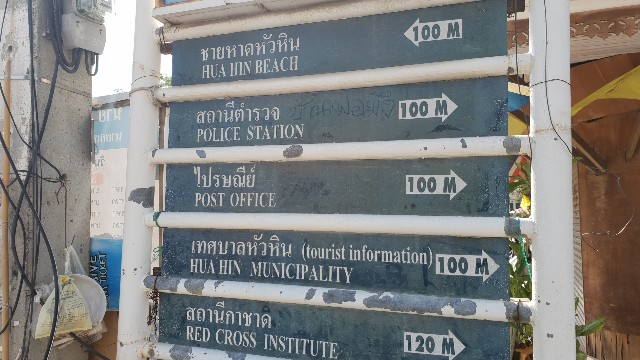 ชายหาดหัวหิน
HUA HIN BEACH
100 M
สถานีตำรวจ
POLICE STATION
100 M
ไปรษณีย์
POST OFFICE
100 M
เทศบาลหัวหิน (tourist information)
HUA HIN MUNICIPALITY
100 M
สถานีกาชาด
RED CROSS INSTITUTE
120 M